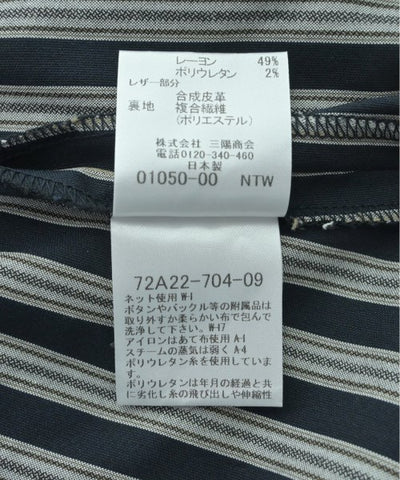 レーヨン 49%
ポリウレタン 2%
レザー部分
合成皮革
裏地 複合繊維
(ポリエステル)
株式会社 三陽商会
電話0120-340-460
日本製
01050-00 NTW
72A22-704-09
ネット使用 W-1
ボタンやバックル等の附属品は
取り外すか柔らかい布で包んで
洗浄して下さい。W-17
アイロンはあて布使用 A-1
スチームの蒸気は弱く A-4
ポリウレタン糸を使用していま
す。
ポリウレタンは年月の経過と共
に劣化し糸の飛び出しや伸縮性